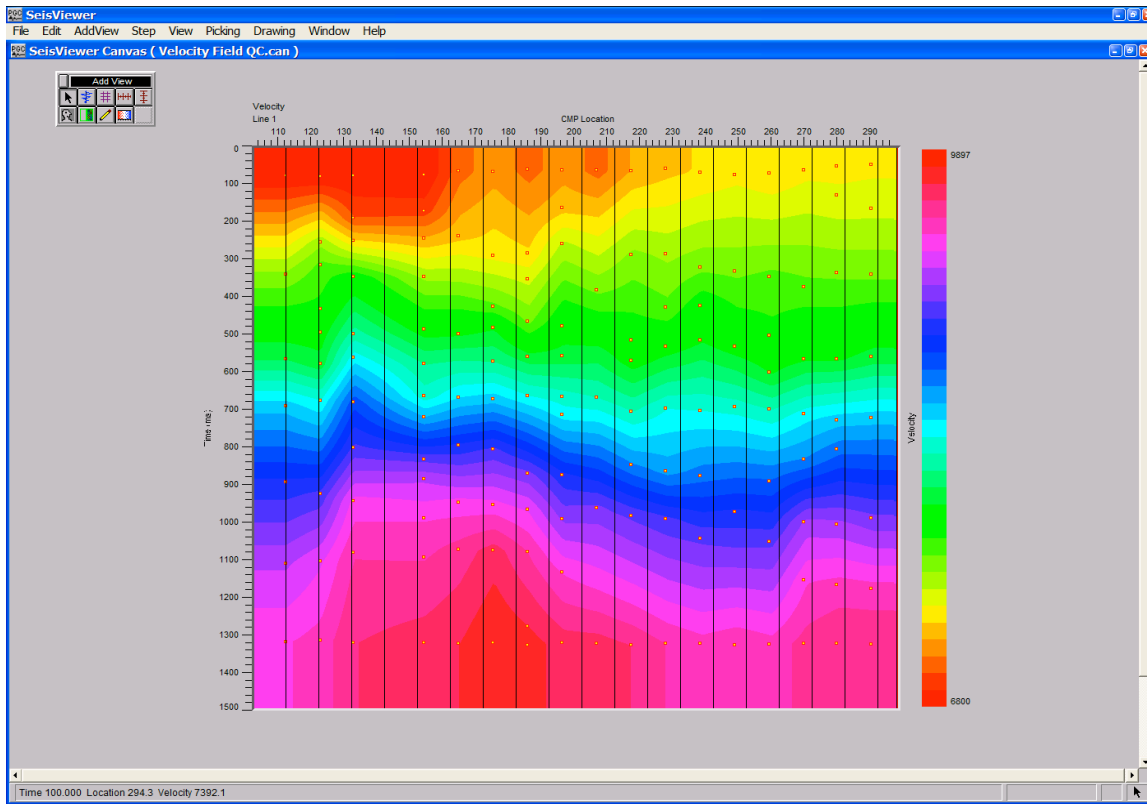 SeisViewer
File Edit AddView Step View Picking Drawing Window Help
SeisViewer Canvas ( Velocity Field QC.can )
Add View
Velocity
Line 1
CMP Location
110 120 130 140 150 160 170 180 190 200 210 220 230 240 250 260 270 280 290
0
100
200
300
400
500
600
700
800
900
1000
1100
1200
1300
1400
1500
Time (ms)
9897
Velocity
6800
Time 100.000 Location 294.3 Velocity 7392.1